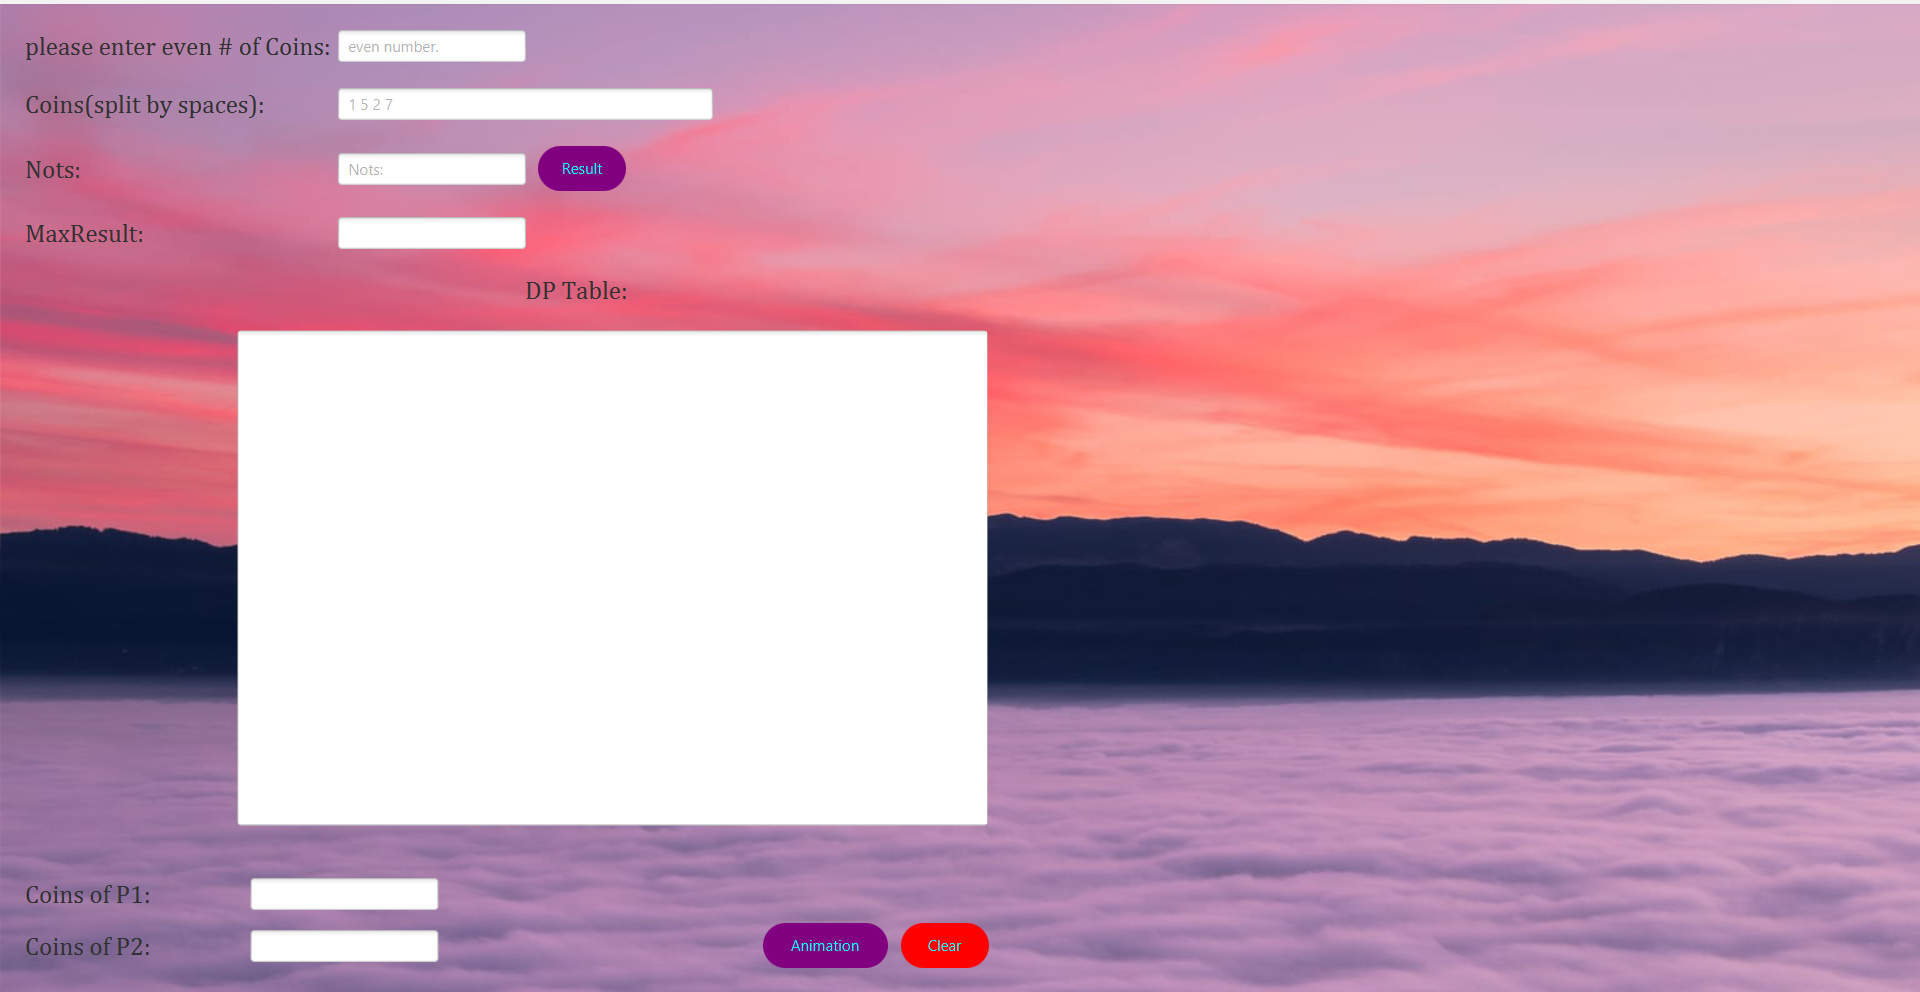 please enter even # of Coins: even number.
Coins(split by spaces): 1 5 2 7
Nots: Nots: Result
MaxResult:
DP Table:
Coins of P1:
Coins of P2: Animation Clear